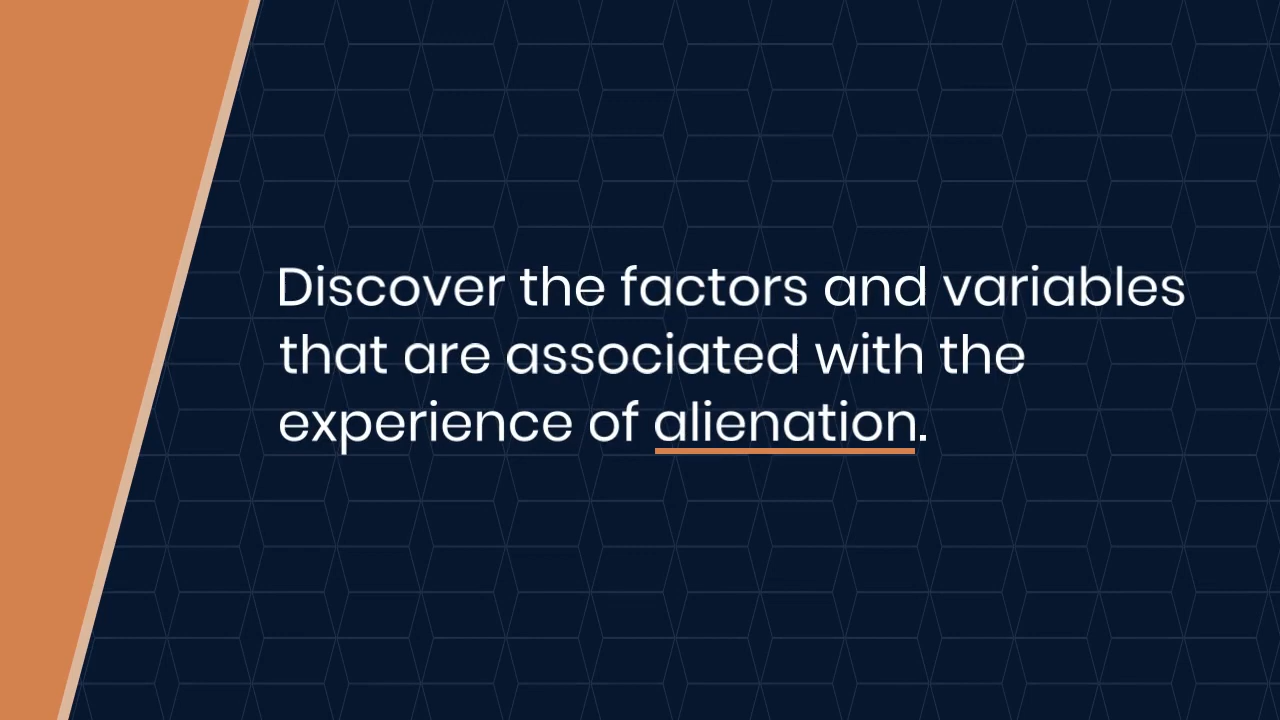 Discover the factors and variables
that are associated with the
experience of alienation.